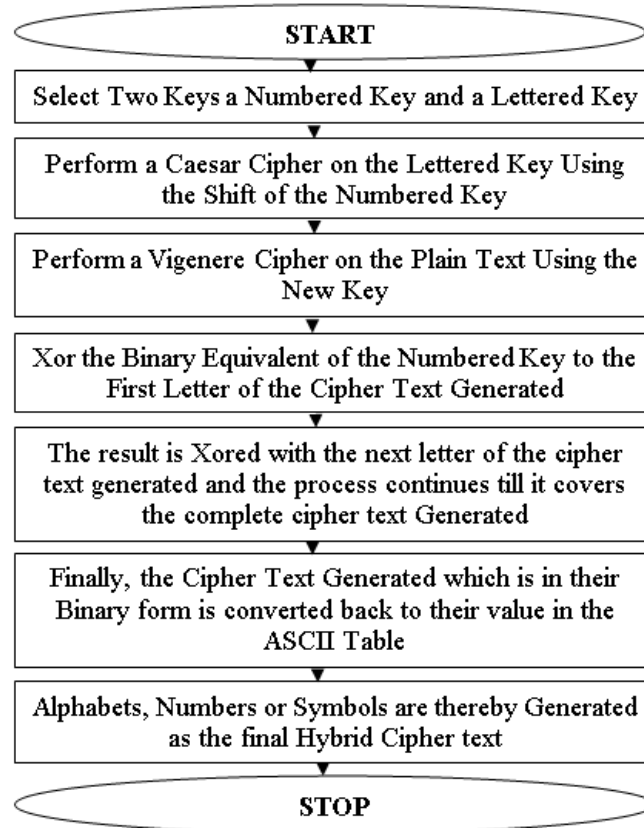 START
Select Two Keys a Numbered Key and a Lettered Key
Perform a Caesar Cipher on the Lettered Key Using
the Shift of the Numbered Key
Perform a Vigenere Cipher on the Plain Text Using the
New Key
Xor the Binary Equivalent of the Numbered Key to the
First Letter of the Cipher Text Generated
The result is Xored with the next letter of the cipher
text generated and the process continues till it covers
the complete cipher text Generated
Finally, the Cipher Text Generated which is in their
Binary form is converted back to their value in the
ASCII Table
Alphabets, Numbers or Symbols are thereby Generated
as the final Hybrid Cipher text
STOP